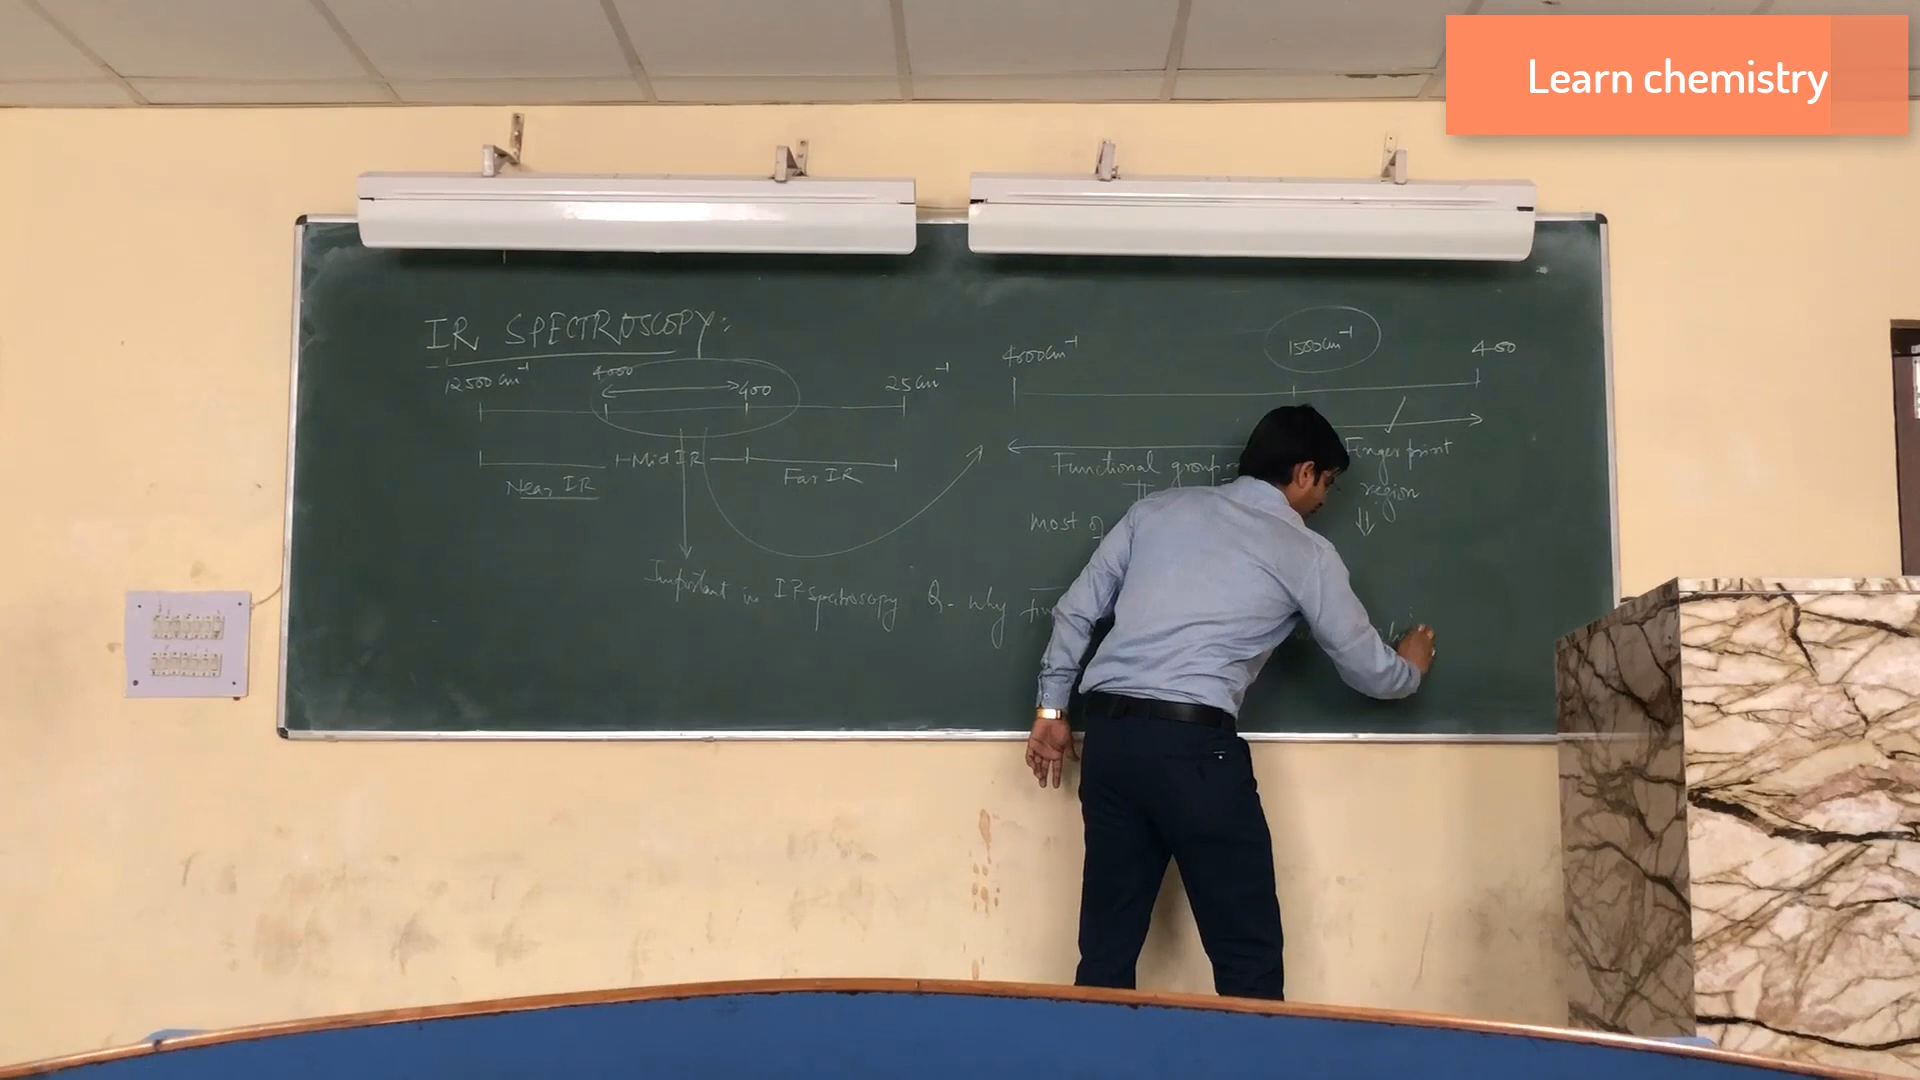 Learn chemistry
IR SPECTROSCOPY:
12500 cm⁻¹ 4000 400 25 cm⁻¹
Near IR Mid IR Far IR
Important in IR spectroscopy
Q. Why
4000 cm⁻¹ 1500 cm⁻¹ 400
Functional group
most of
Finger print
region